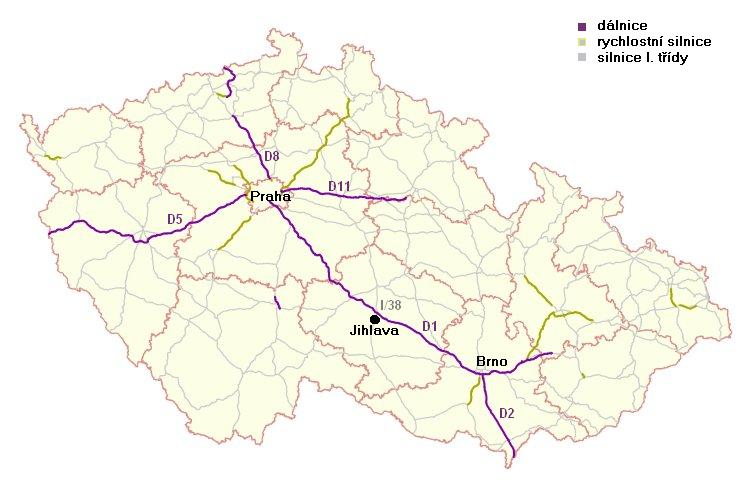 dálnice
rychlostní silnice
silnice I. třídy
D8
D11
Praha
D5
I/38
Jihlava
D1
Brno
D2